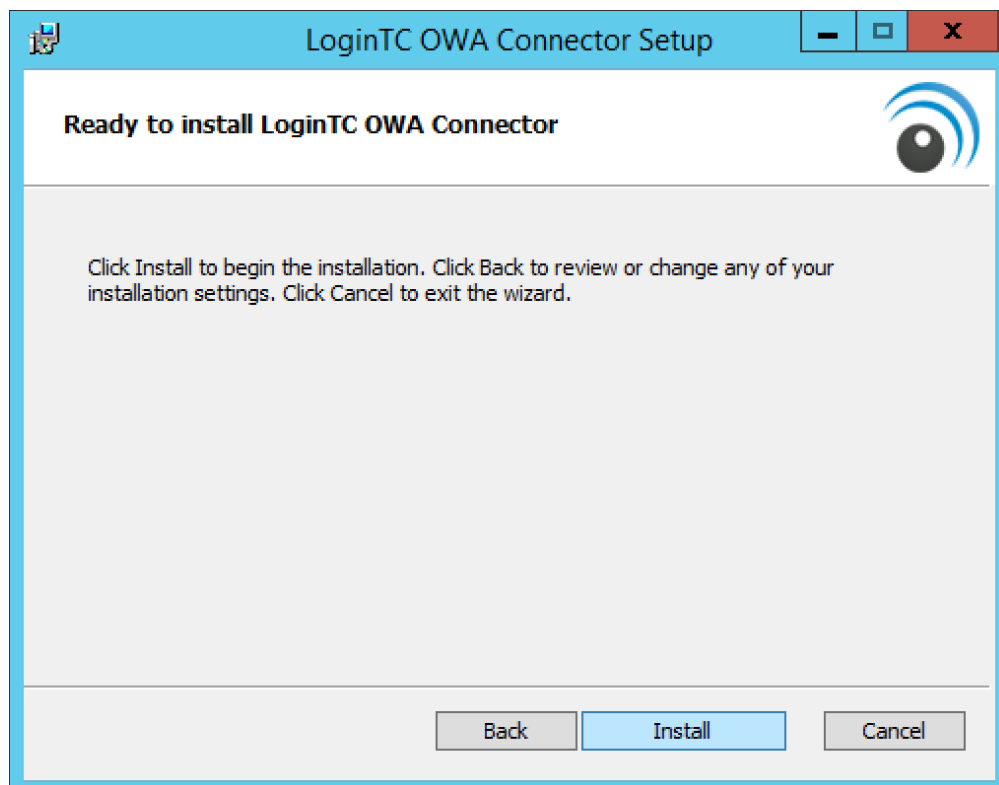 LoginTC OWA Connector Setup
Ready to install LoginTC OWA Connector
Click Install to begin the installation. Click Back to review or change any of your
installation settings. Click Cancel to exit the wizard.
Back Install Cancel